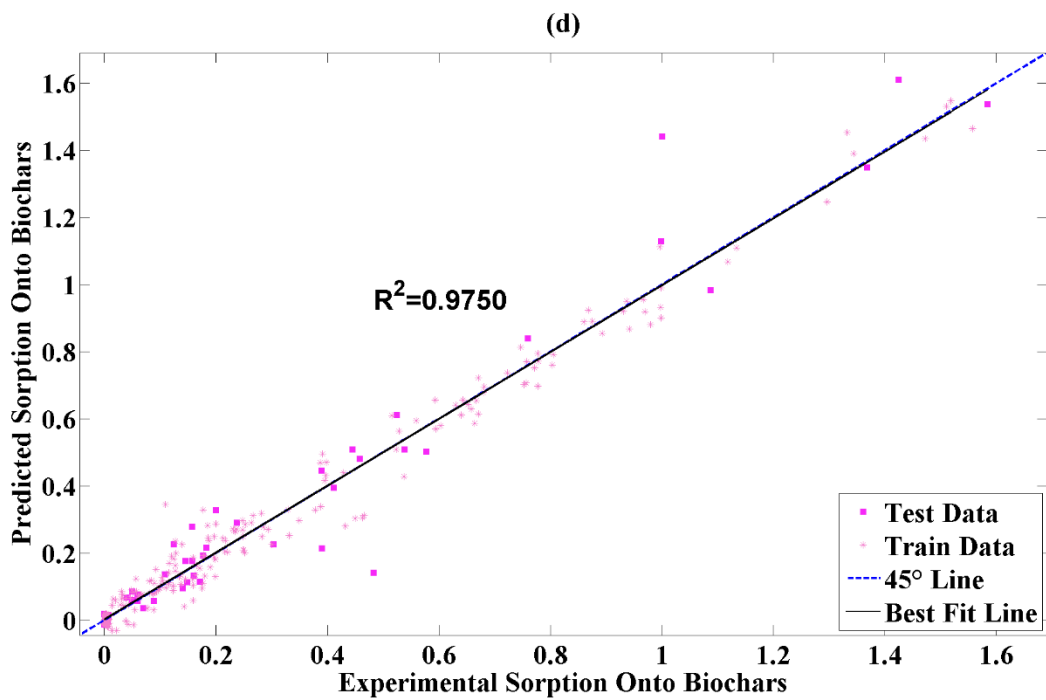 (d)
Predicted Sorption Onto Biochars
1.6
1.4
1.2
1
0.8
0.6
0.4
0.2
0
R²=0.9750
Test Data
Train Data
45° Line
Best Fit Line
0 0.2 0.4 0.6 0.8 1 1.2 1.4 1.6
Experimental Sorption Onto Biochars